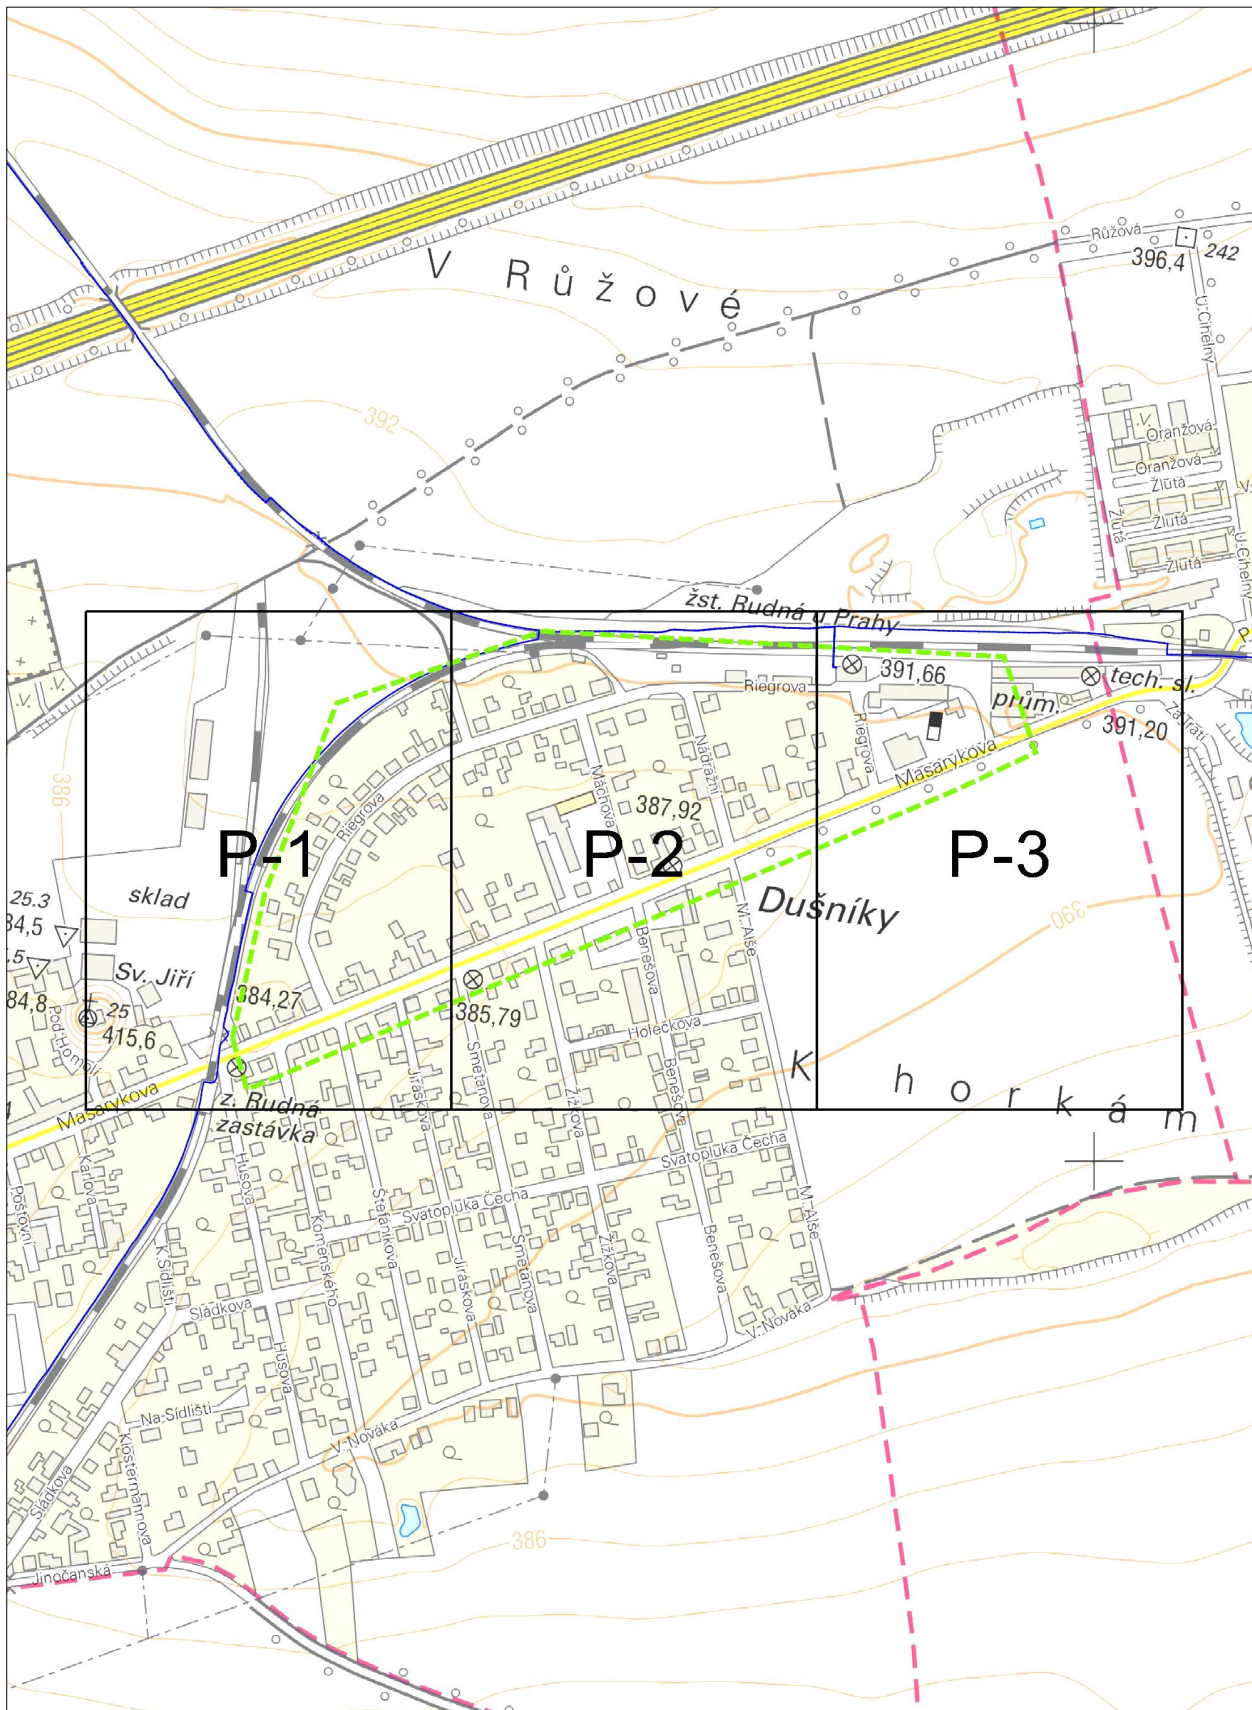 V Růžové
Růžová
396,4
242
U Cihelny
392
Oranžová
Oranžová
Žlutá
Žlutá
Žlutá
Žlutá
U Cihelny
žst. Rudná u Prahy
391,66
tech. sl.
prům.
391,20
Za Tratí
Riegrova
Riegrova
Riegrova
Nádražní
Máchova
Masarykova
387,92
386
P-1
P-2
P-3
sklad
Dušníky
390
25.3
34,5
.5
84,8
Sv. Jiří
25
415,6
Pod Homolí
384,27
385,79
M. Alše
Benešova
Holečkova
Masarykova
z. Rudná
zastávka
Jiráskova
Smetanova
Žižkova
Benešova
K horkám
Svatopluka Čecha
Svatopluka Čecha
Karlova
Poštovní
Husova
Komenského
Štefánikova
Jiráskova
Smetanova
Žižkova
Benešova
M. Alše
K Sídlišti
Sládkova
Husova
V. Nováka
V. Nováka
Na Sídlišti
Klostermannova
Sládkova
386
Jinočanská